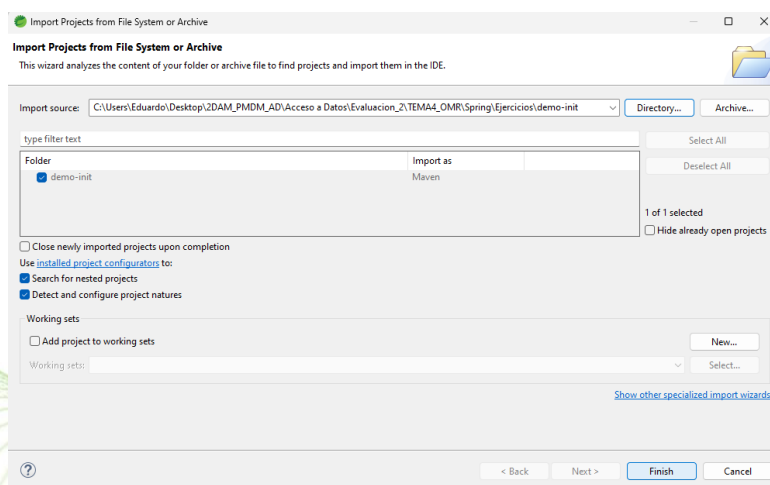 Import Projects from File System or Archive
Import Projects from File System or Archive
This wizard analyzes the content of your folder or archive file to find projects and import them in the IDE.
Import source: C:\Users\Eduardo\Desktop\2DAM_PMDM_AD\Acceso a Datos\Evaluacion_2\TEMA4_OMR\Spring\Ejercicios\demo-init Directory... Archive...
type filter text Select All
Folder Import as
Deselect All
demo-init Maven
1 of 1 selected
Hide already open projects
Close newly imported projects upon completion
Use installed project configurators to:
Search for nested projects
Detect and configure project natures
Working sets
Add project to working sets New...
Working sets: Select...
Show other specialized import wizards
? < Back Next > Finish Cancel